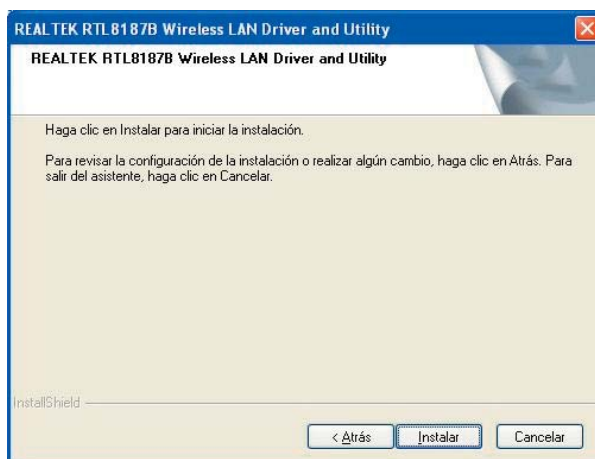 REALTEK RTL8187B Wireless LAN Driver and Utility
REALTEK RTL8187B Wireless LAN Driver and Utility
Haga clic en Instalar para iniciar la instalación.
Para revisar la configuración de la instalación o realizar algún cambio, haga clic en Atrás. Para
salir del asistente, haga clic en Cancelar.
InstallShield
< Atrás Instalar Cancelar